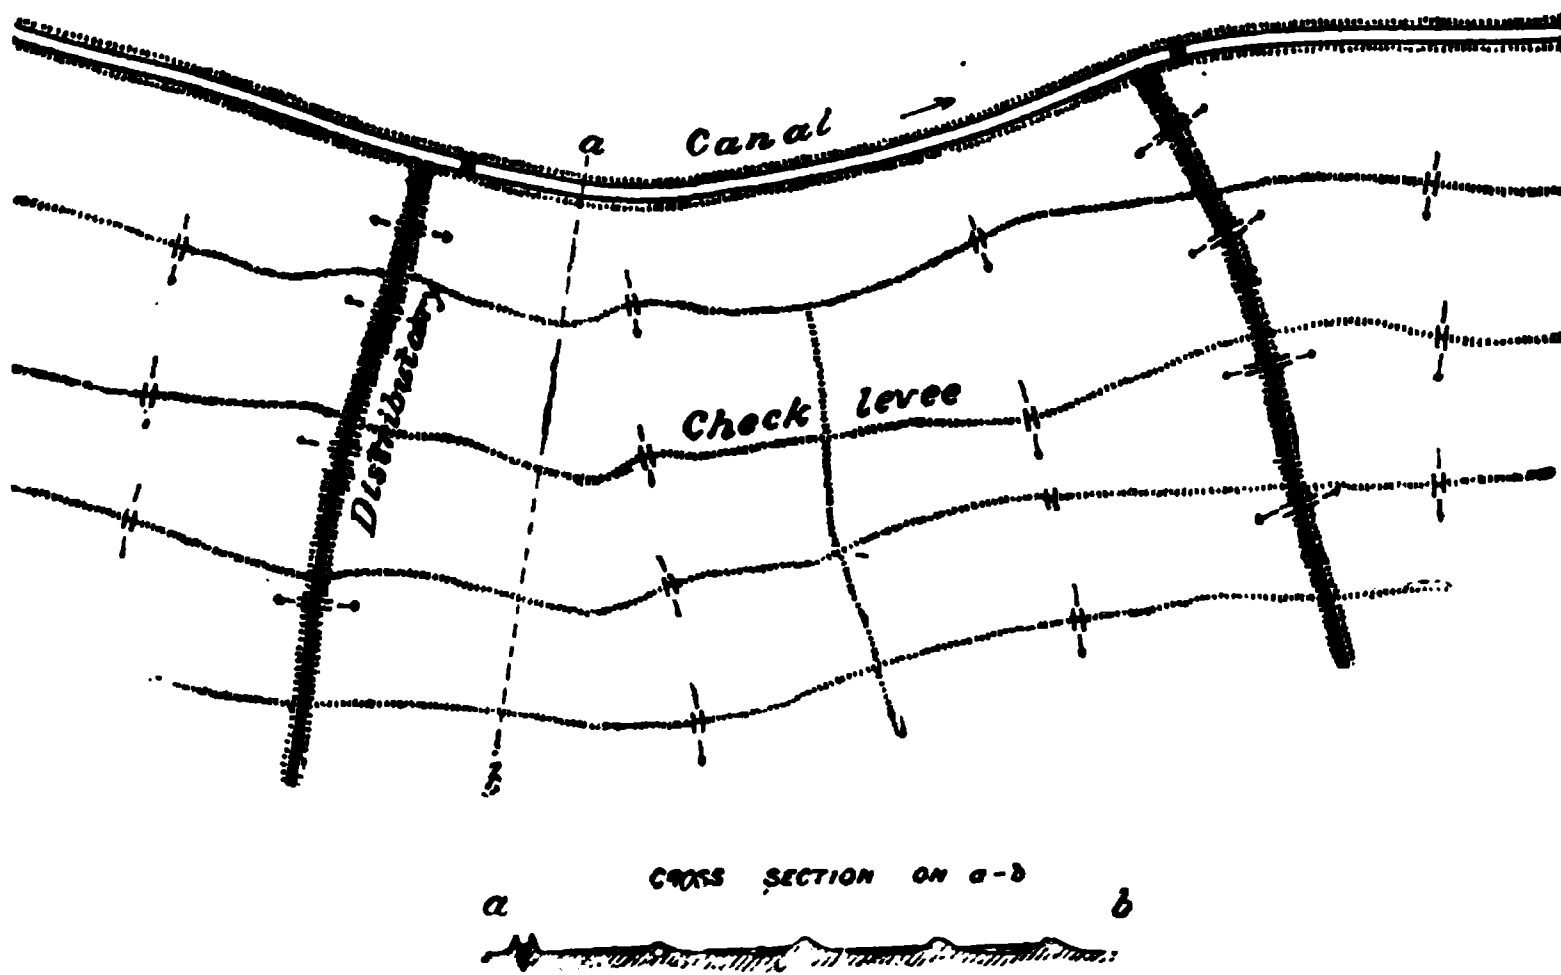 a
Canal
Distributary
Check levee
CROSS SECTION ON a-b
a
b